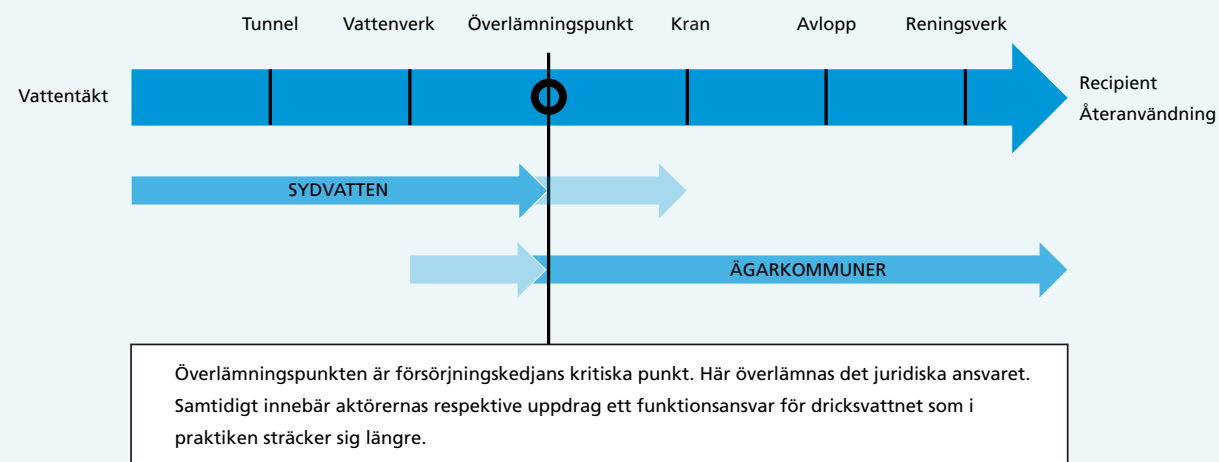 Tunnel Vattenverk Överlämningspunkt Kran Avlopp Reningsverk
Vattentäkt
Recipient
Återanvändning
SYDVATTEN
ÄGARKOMMUNER
Överlämningspunkten är försörjningskedjans kritiska punkt. Här överlämnas det juridiska ansvaret.
Samtidigt innebär aktörernas respektive uppdrag ett funktionsansvar för dricksvattnet som i
praktiken sträcker sig längre.